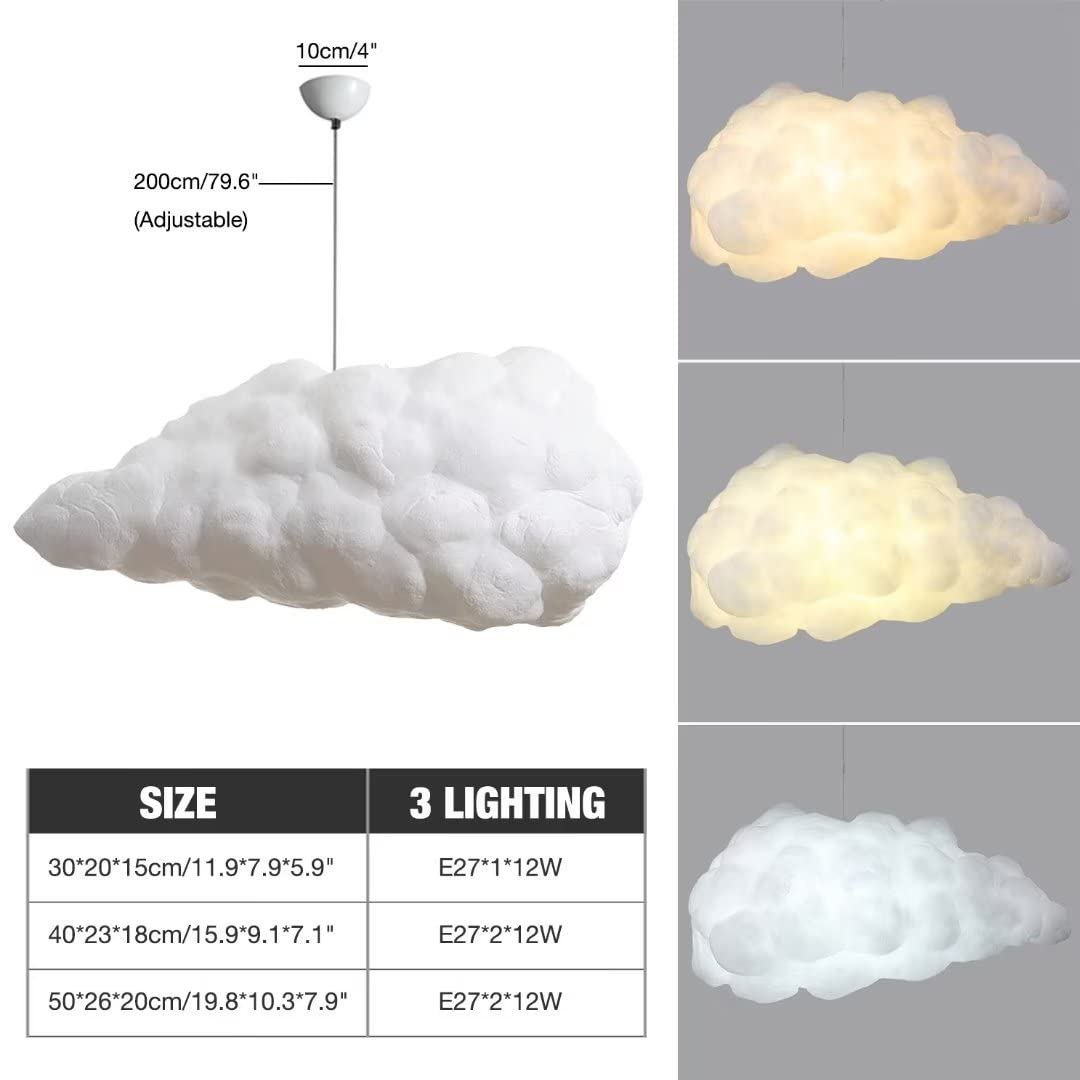 10cm/4"
200cm/79.6"
(Adjustable)
SIZE 3 LIGHTING
30*20*15cm/11.9*7.9*5.9" E27*1*12W
40*23*18cm/15.9*9.1*7.1" E27*2*12W
50*26*20cm/19.8*10.3*7.9" E27*2*12W